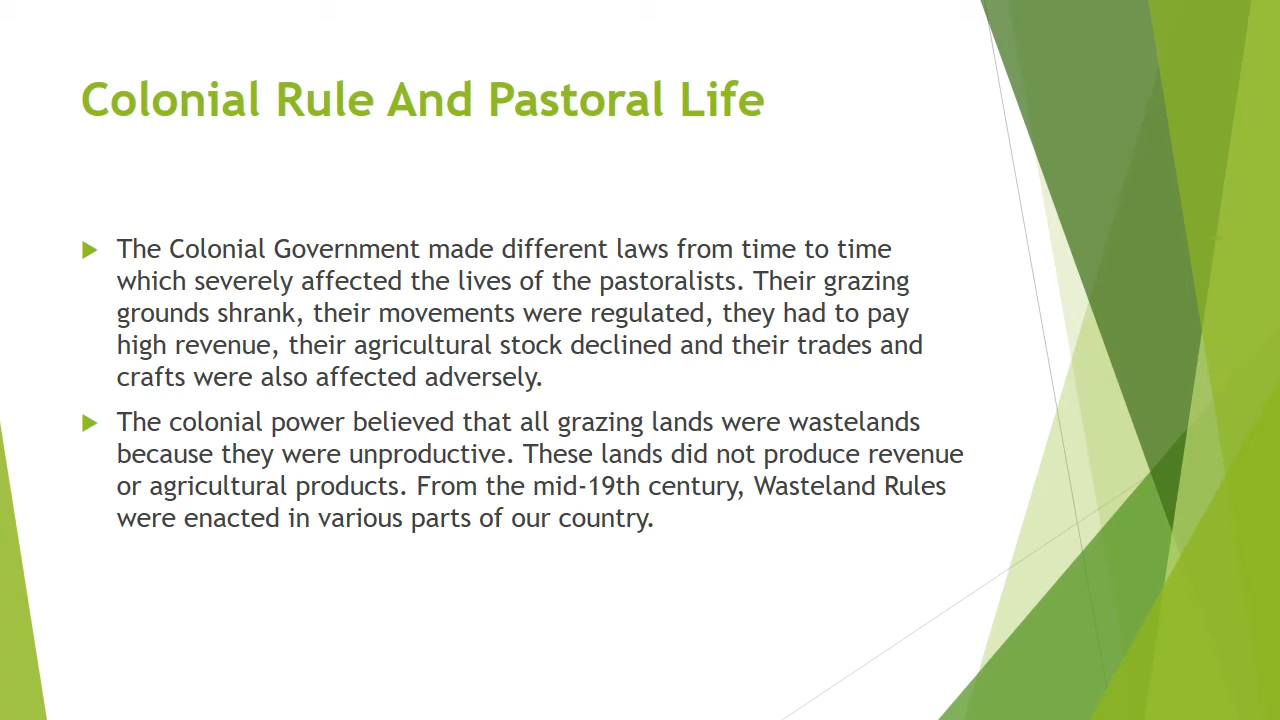 Colonial Rule And Pastoral Life
The Colonial Government made different laws from time to time
which severely affected the lives of the pastoralists. Their grazing
grounds shrank, their movements were regulated, they had to pay
high revenue, their agricultural stock declined and their trades and
crafts were also affected adversely.
The colonial power believed that all grazing lands were wastelands
because they were unproductive. These lands did not produce revenue
or agricultural products. From the mid-19th century, Wasteland Rules
were enacted in various parts of our country.